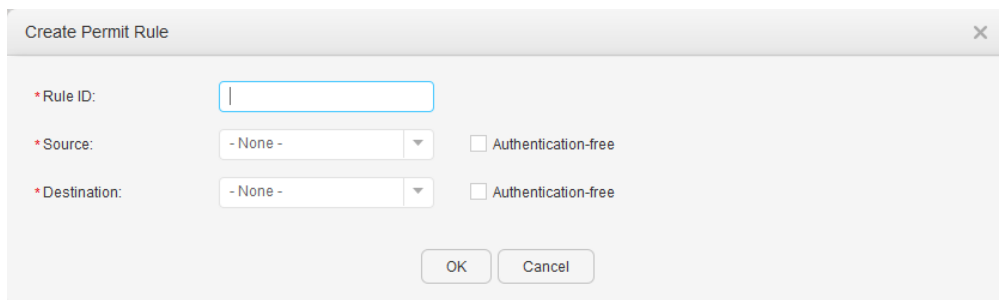 Create Permit Rule
* Rule ID:
* Source: - None - Authentication-free
* Destination: - None - Authentication-free
OK Cancel